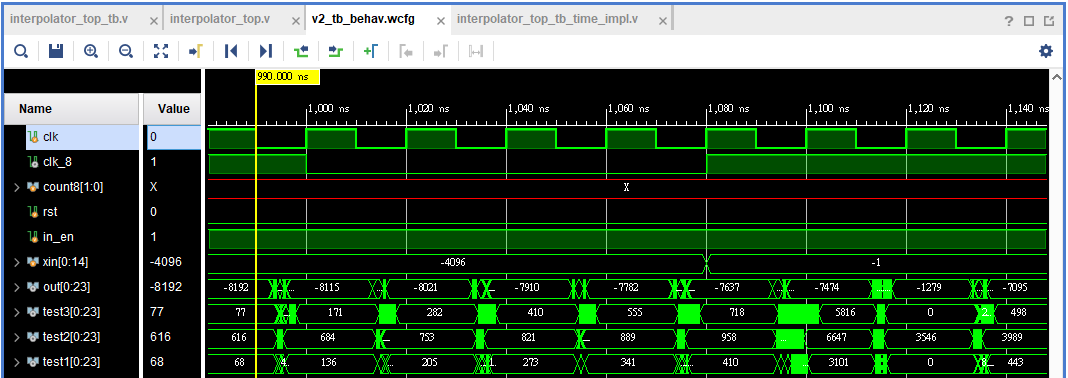 interpolator_top_tb.v × interpolator_top.v × v2_tb_behav.wcfg × interpolator_top_tb_time_impl.v ×
990.000 ns
Name Value
1,000 ns 1,020 ns 1,040 ns 1,060 ns 1,080 ns 1,100 ns 1,120 ns 1,140 ns
clk 0
clk_8 1
count8[1:0] X X
rst 0
in_en 1
xin[0:14] -4096 -4096 -1
out[0:23] -8192 -8192 -8115 -8021 -7910 -7782 -7637 -7474 -1279 -7095
test3[0:23] 77 77 171 282 410 555 718 5816 0 2. 498
test2[0:23] 616 616 684 753 821 889 958 6647 3546 3989
test1[0:23] 68 68 4. 136 205 273 341 410 3101 0 443